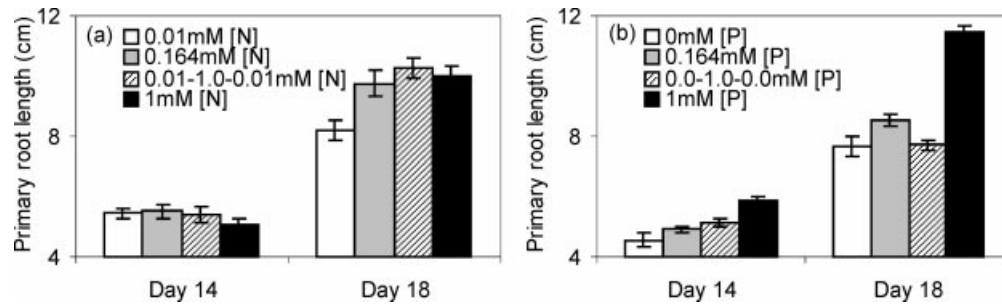 Primary root length (cm)
12
8
4
(a)
0.01mM [N]
0.164mM [N]
0.01-1.0-0.01mM [N]
1mM [N]
Day 14
Day 18
Primary root length (cm)
12
8
4
(b)
0mM [P]
0.164mM [P]
0.0-1.0-0.0mM [P]
1mM [P]
Day 14
Day 18